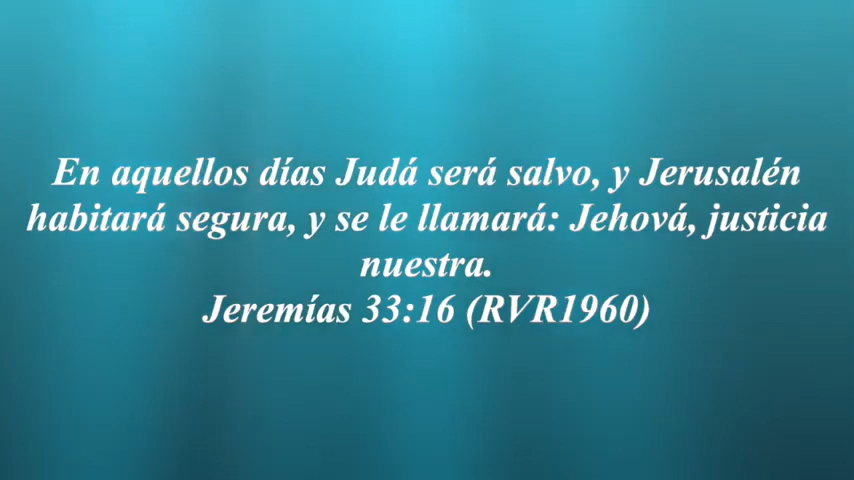 En aquellos días Judá será salvo, y Jerusalén
habitará segura, y se le llamará: Jehová, justicia
nuestra.
Jeremías 33:16 (RVR1960)